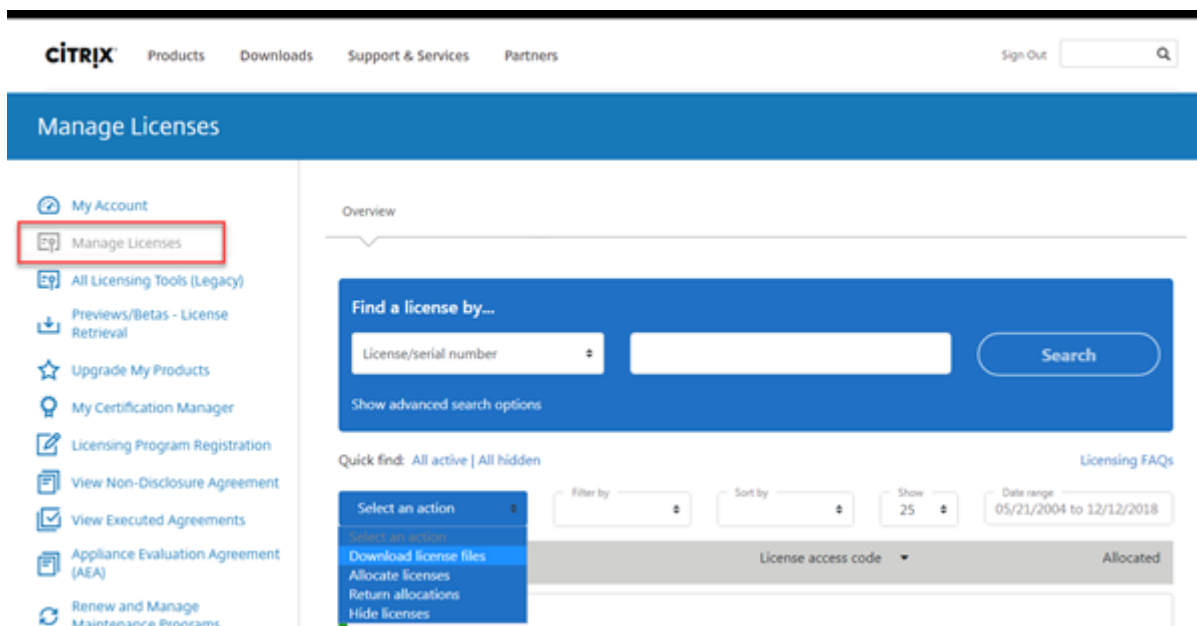 CITRIX Products Downloads Support & Services Partners Sign Out
Manage Licenses
My Account
Manage Licenses
All Licensing Tools (Legacy)
Previews/Betas - License
Retrieval
Upgrade My Products
My Certification Manager
Licensing Program Registration
View Non-Disclosure Agreement
View Executed Agreements
Appliance Evaluation Agreement
(AEA)
Renew and Manage
Maintenance Programs
Overview
Find a license by...
License/serial number Search
Show advanced search options
Quick find: All active | All hidden Licensing FAQs
Select an action Filter by Sort by Show 25 Date range 05/21/2004 to 12/12/2018
Select an action
Download license files
Allocate licenses
Return allocations
Hide licenses
License access code Allocated